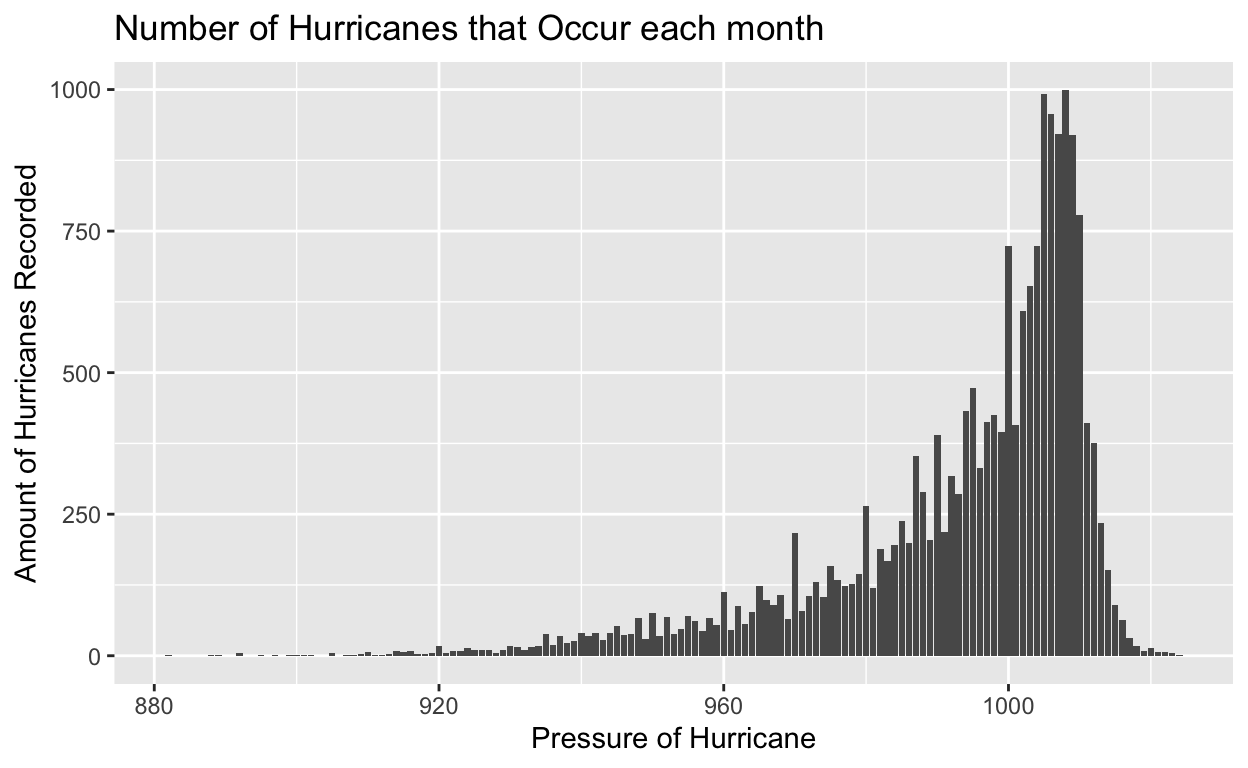 Number of Hurricanes that Occur each month
Amount of Hurricanes Recorded
1000
750
500
250
0
880 920 960 1000
Pressure of Hurricane